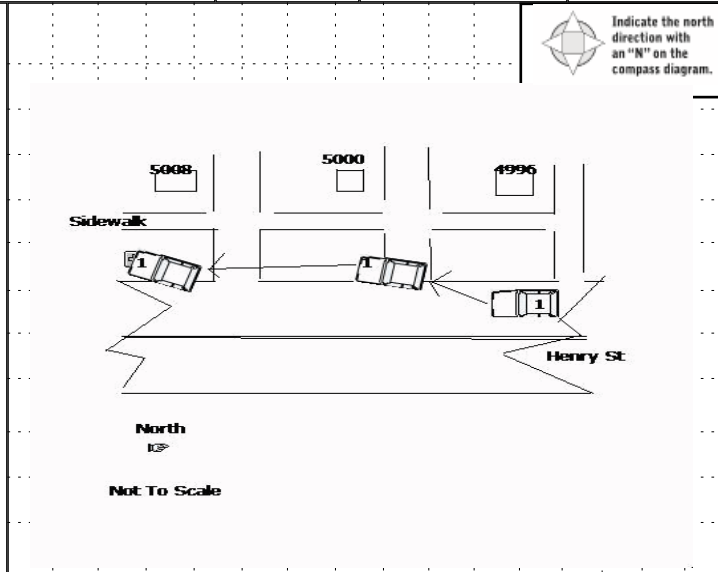 Indicate the north
direction with
an “N” on the
compass diagram.
5008
5000
4996
Sidewalk
1
1
1
Henry St
North
Not To Scale